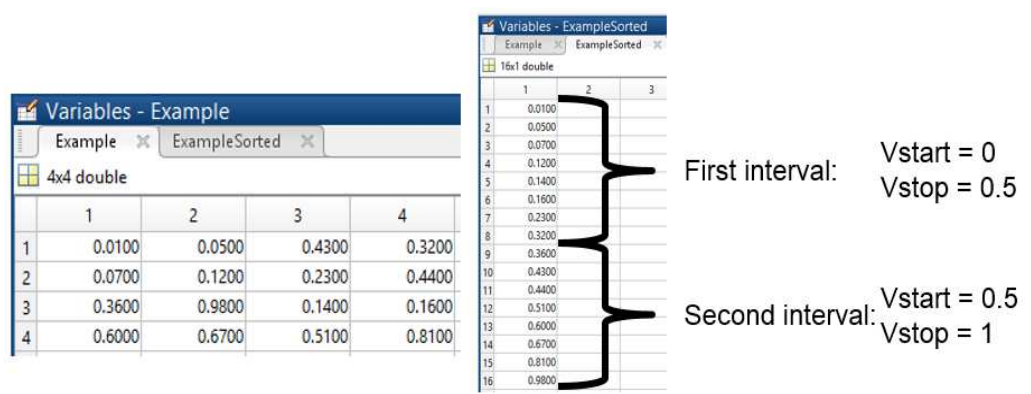 Variables - Example
Example ExampleSorted
4x4 double
1 2 3 4
1 0.0100 0.0500 0.4300 0.3200
2 0.0700 0.1200 0.2300 0.4400
3 0.3600 0.9800 0.1400 0.1600
4 0.6000 0.6700 0.5100 0.8100
Variables - ExampleSorted
Example ExampleSorted
16x1 double
1 2 3
1 0.0100
2 0.0500
3 0.0700
4 0.1200
5 0.1400
6 0.1600
7 0.2300
8 0.3200
9 0.3600
10 0.4300
11 0.4400
12 0.5100
13 0.6000
14 0.6700
15 0.8100
16 0.9800
First interval:
Vstart = 0
Vstop = 0.5
Second interval:
Vstart = 0.5
Vstop = 1